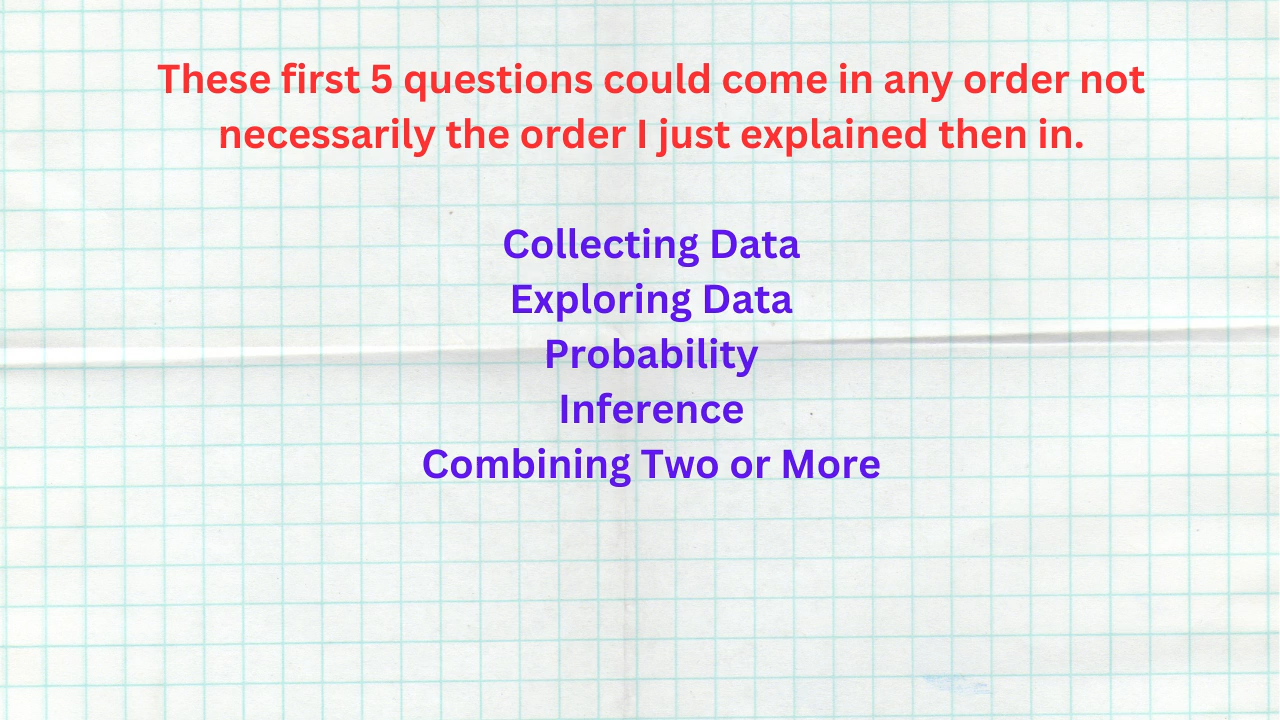 These first 5 questions could come in any order not
necessarily the order I just explained then in.
Collecting Data
Exploring Data
Probability
Inference
Combining Two or More